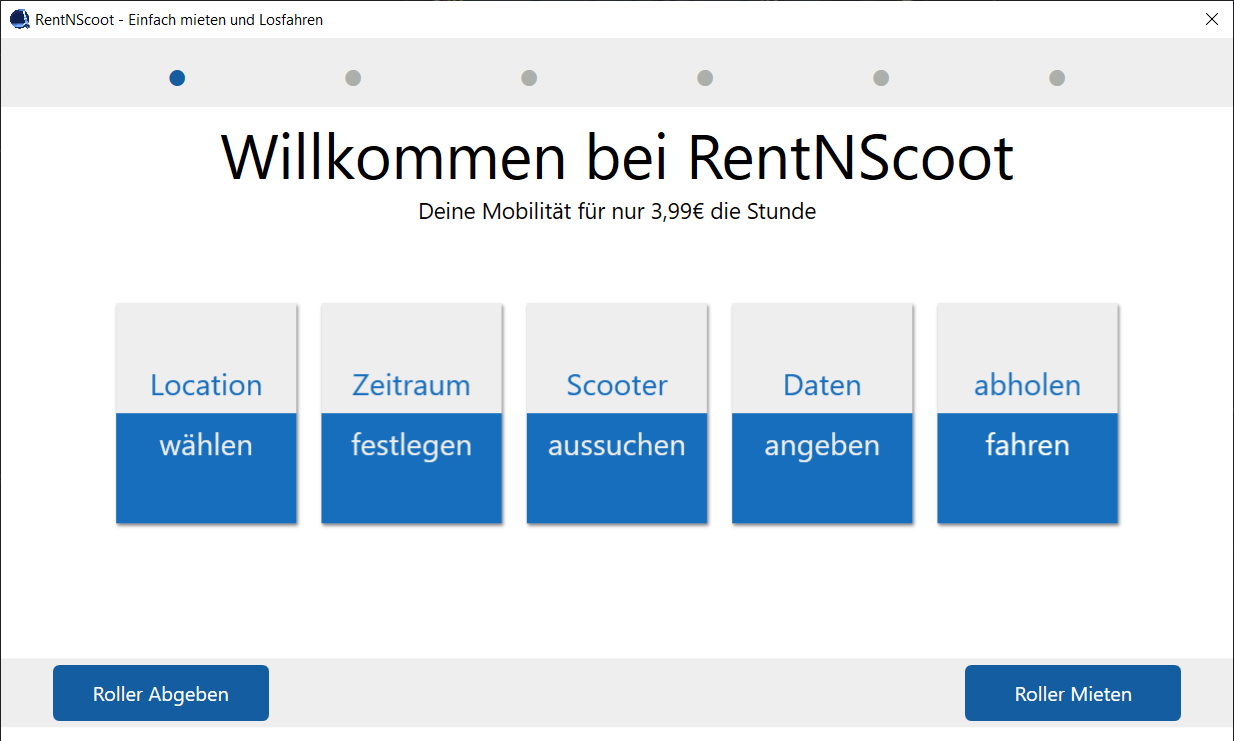 RentNScoot - Einfach mieten und Losfahren
Willkommen bei RentNScoot
Deine Mobilität für nur 3,99€ die Stunde
Location
wählen
Zeitraum
festlegen
Scooter
aussuchen
Daten
angeben
abholen
fahren
Roller Abgeben
Roller Mieten